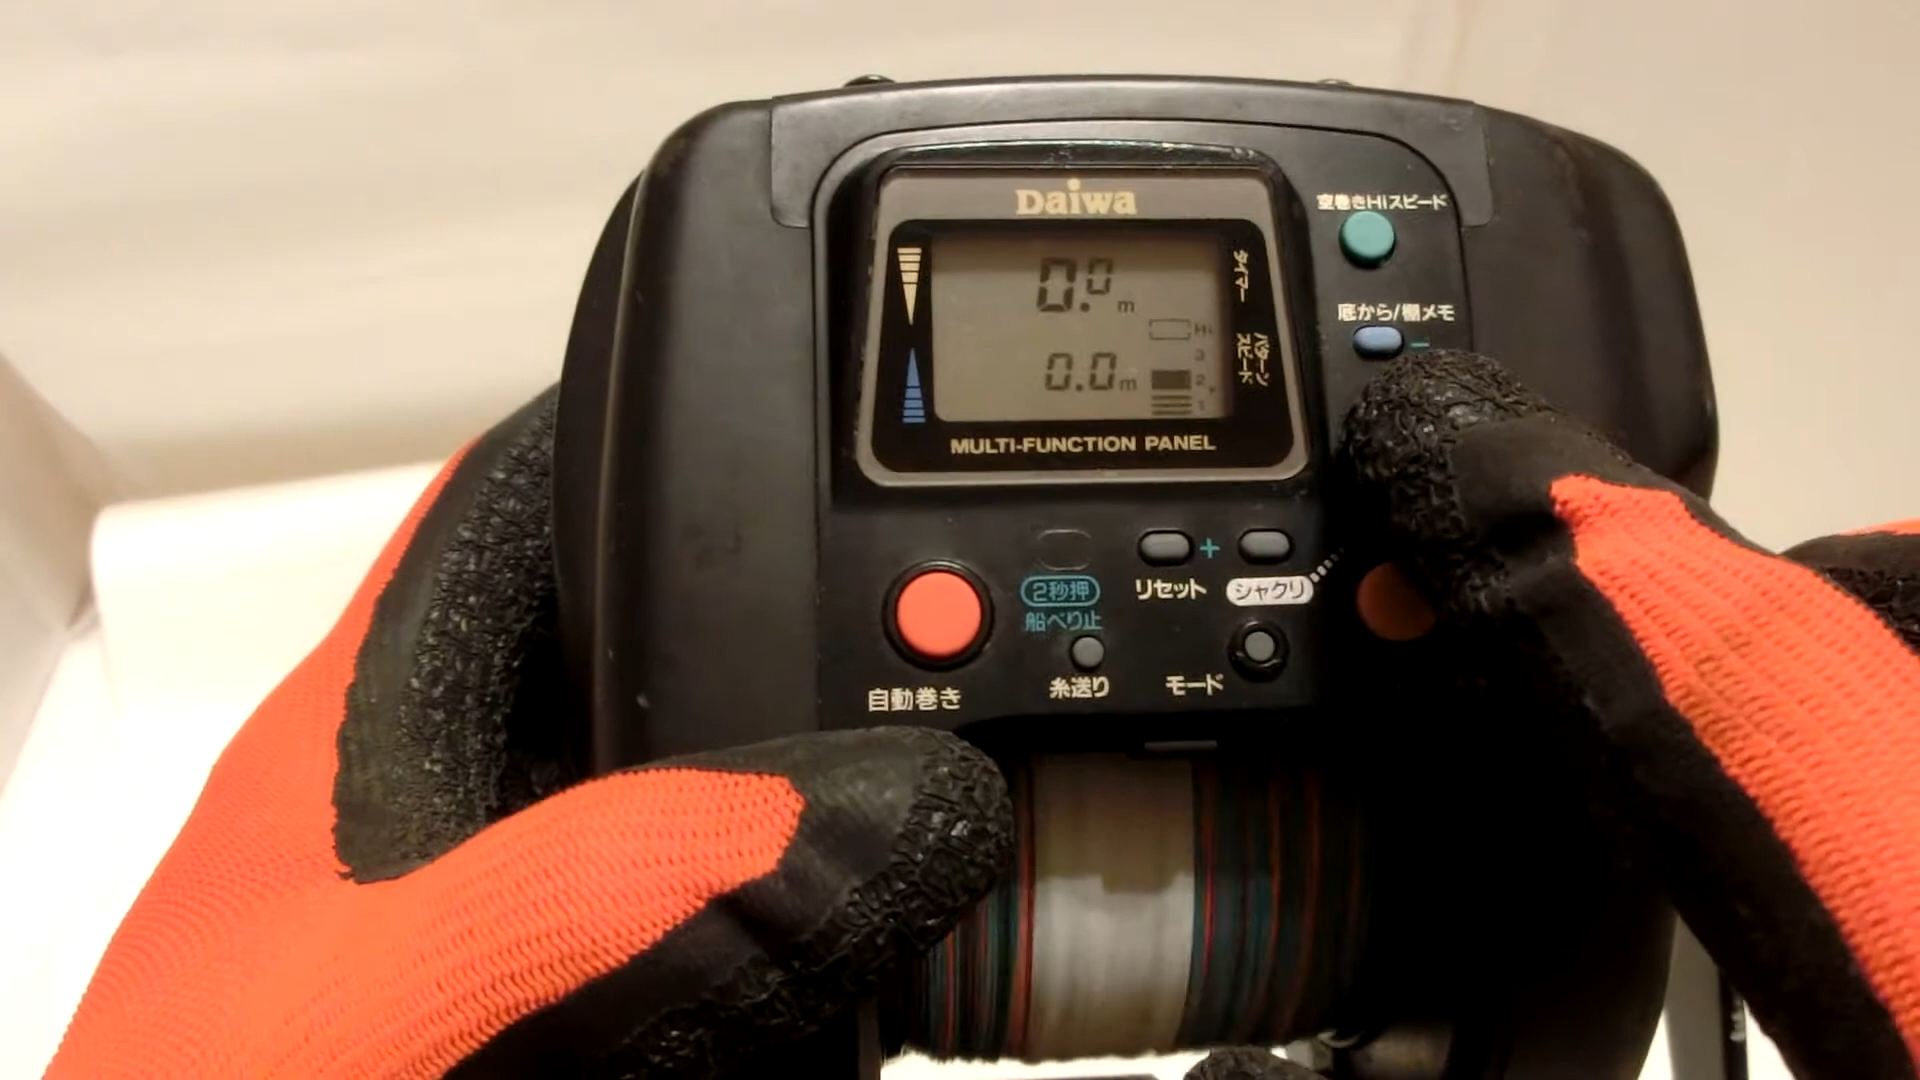 Daiwa
空巻きHiスピード
タイマー
0.0 m
Hi
底から/棚メモ
3
パターン
スピード
0.0 m
2
1
MULTI-FUNCTION PANEL
+
2秒押
リセット
シャクリ
船べり止
糸送り
モード
自動巻き